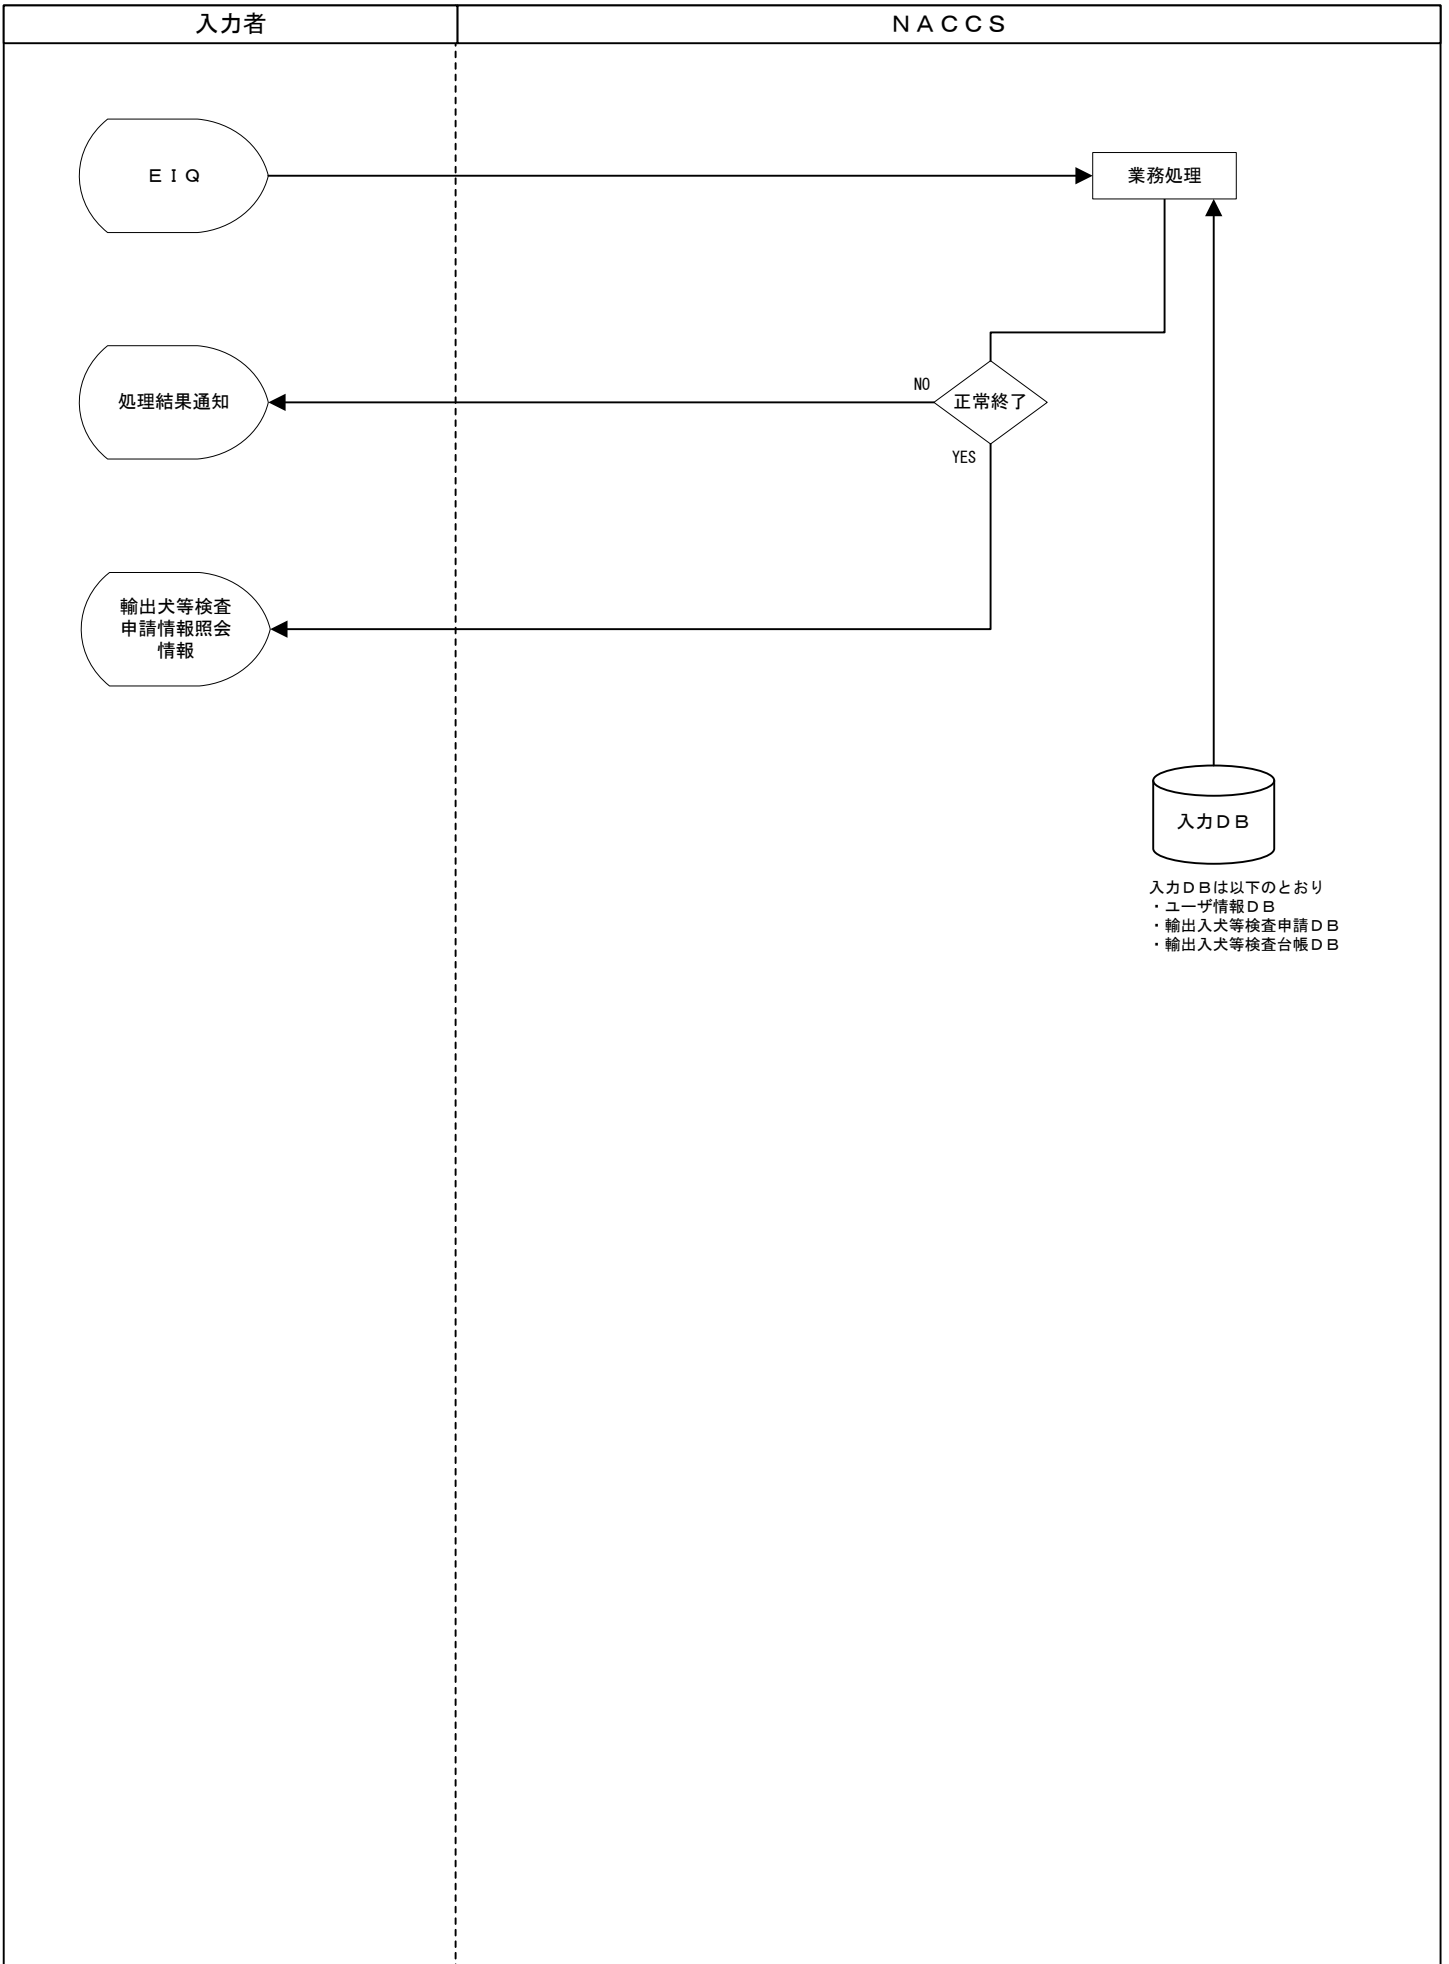 入力者
ＮＡＣＣＳ
ＥＩＱ
業務処理
処理結果通知
NO
正常終了
YES
輸出犬等検査
申請情報照会
情報
入力ＤＢ
入力ＤＢは以下のとおり
・ユーザ情報ＤＢ
・輸出入犬等検査申請ＤＢ
・輸出入犬等検査台帳ＤＢ